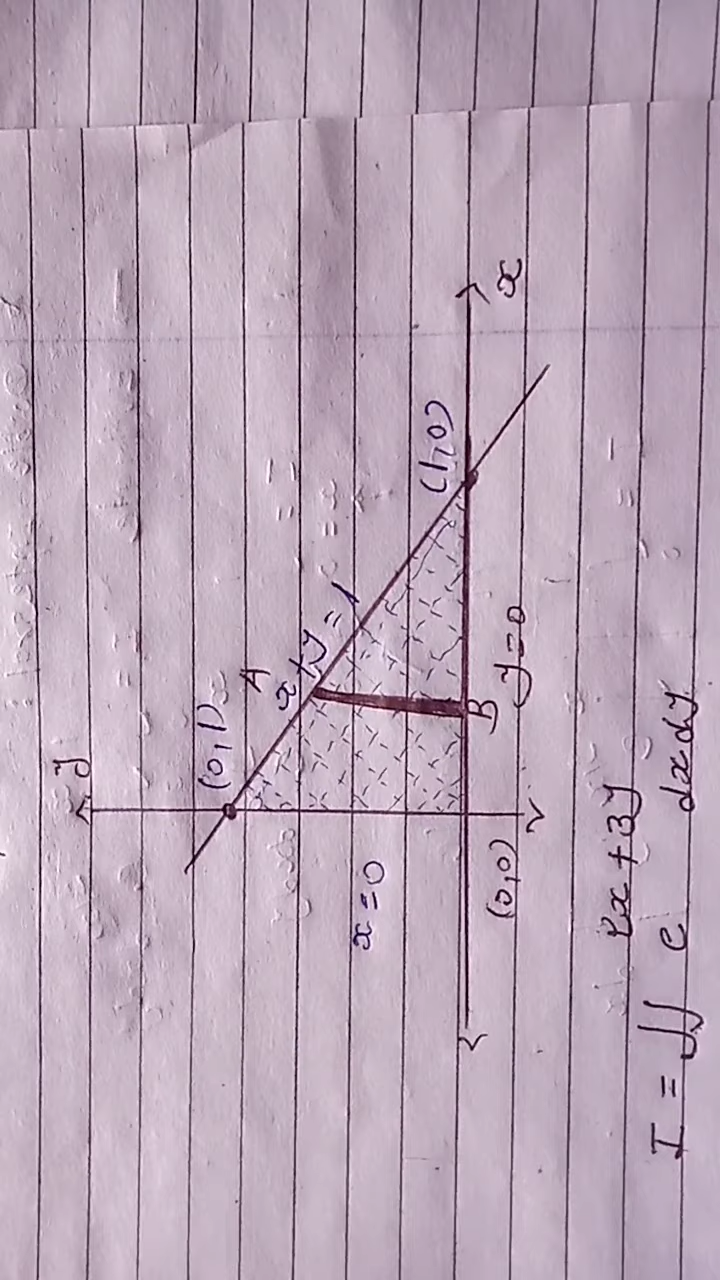 y
(0,1)
A
x+y=1
x=0
(1,0)
x
(0,0)
B
y=0
I = ∬ e^{2x+3y} dxdy